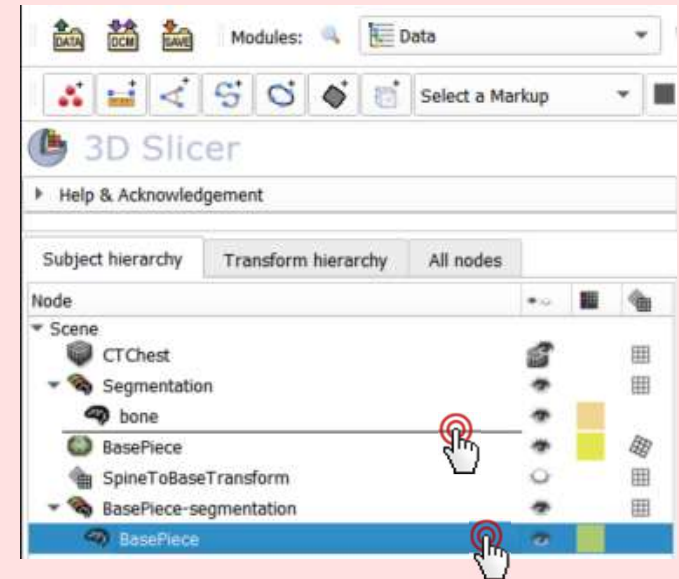 DATA DCM SAVE Modules: Data
Select a Markup
3D Slicer
Help & Acknowledgement
Subject hierarchy Transform hierarchy All nodes
Node
Scene
CTChest
Segmentation
bone
BasePiece
SpineToBaseTransform
BasePiece-segmentation
BasePiece